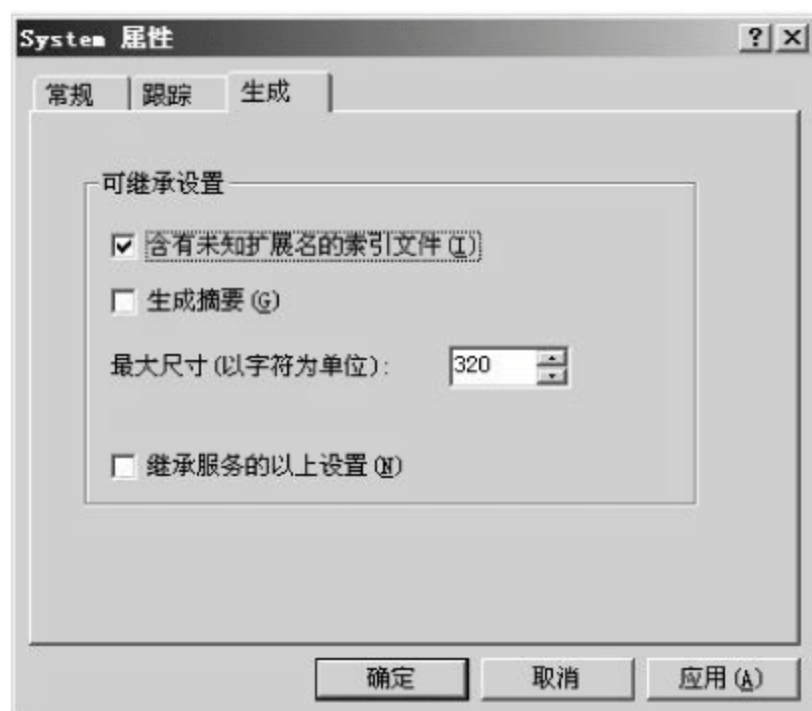 System 属性
常规 跟踪 生成
可继承设置
含有未知扩展名的索引文件(I)
生成摘要(G)
最大尺寸(以字符为单位): 320
继承服务的以上设置(N)
确定 取消 应用(A)